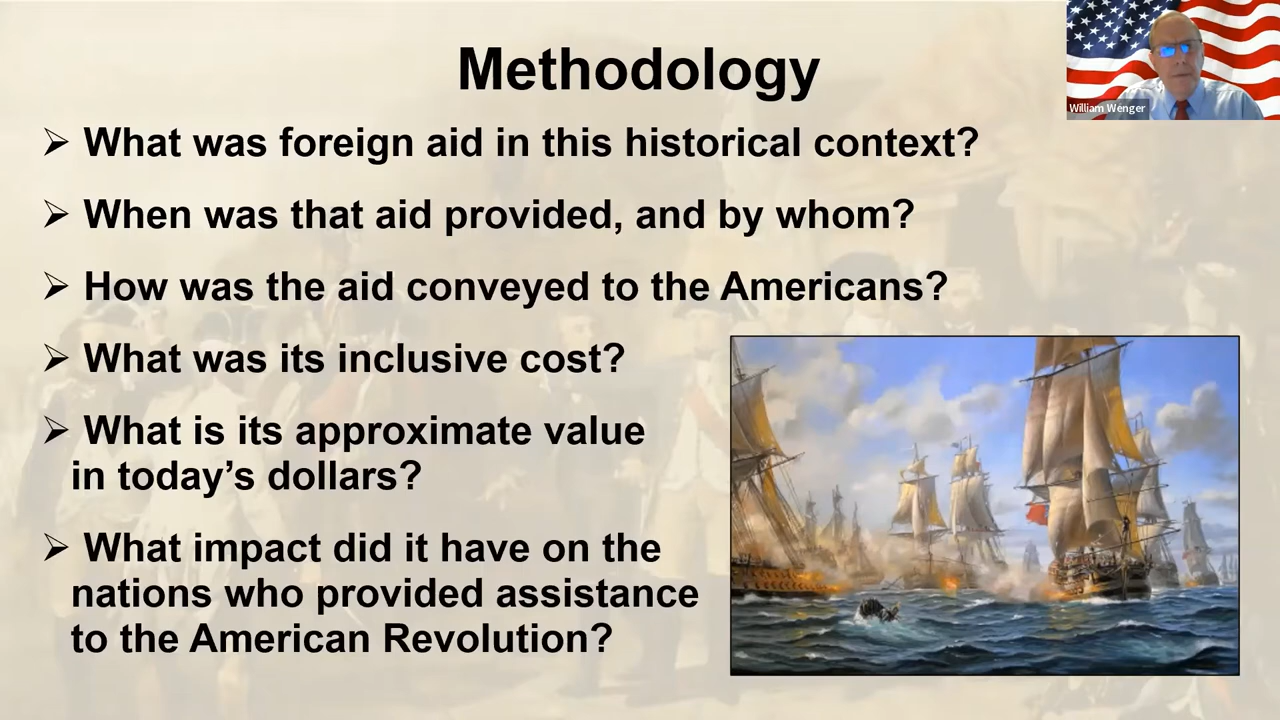 Methodology
William Wenger
➢ What was foreign aid in this historical context?
➢ When was that aid provided, and by whom?
➢ How was the aid conveyed to the Americans?
➢ What was its inclusive cost?
➢ What is its approximate value
in today’s dollars?
➢ What impact did it have on the
nations who provided assistance
to the American Revolution?